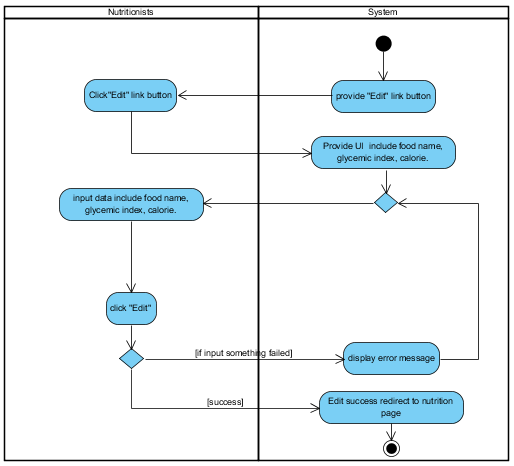 Nutritionists
System
Click"Edit" link button
provide "Edit" link button
Provide UI include food name,
glycemic index, calorie.
input data include food name,
glycemic index, calorie.
click "Edit"
[if input something failed]
display error message
[success]
Edit success redirect to nutrition
page